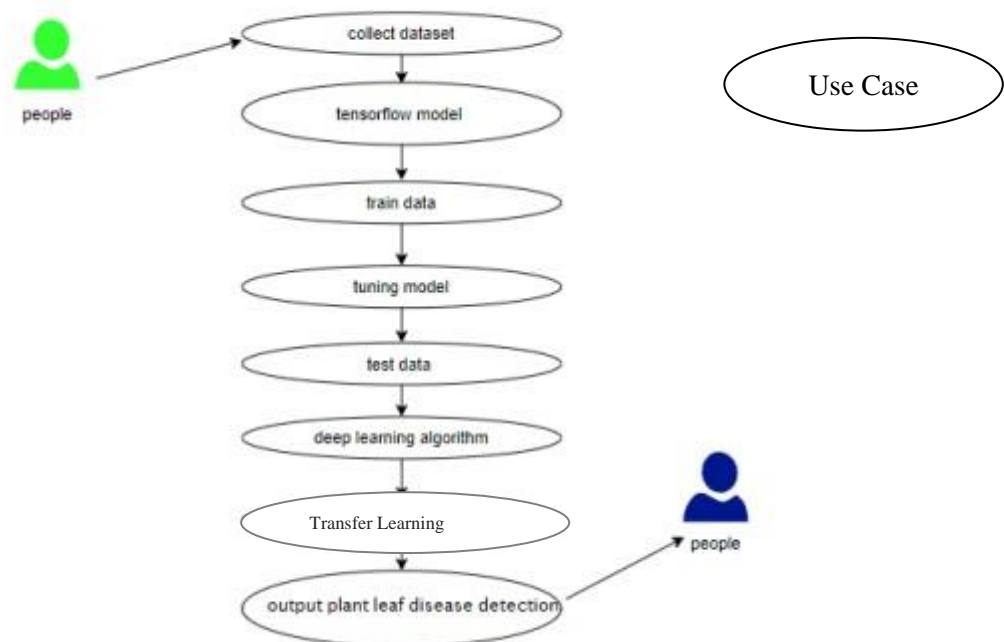 collect dataset
people
Use Case
tensorflow model
train data
tuning model
test data
deep learning algorithm
Transfer Learning
people
output plant leaf disease detection